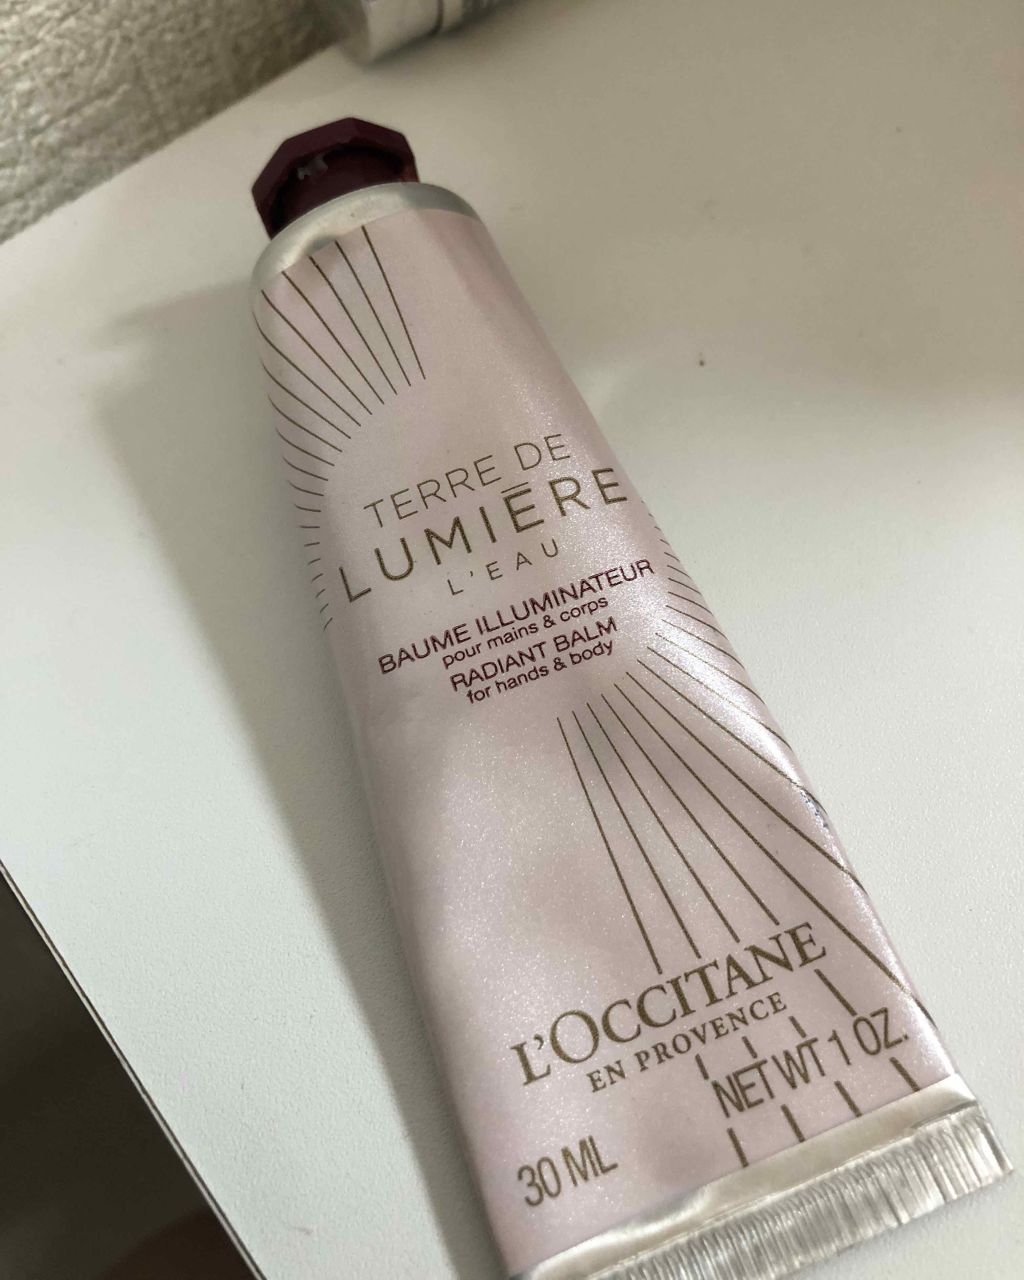 TERRE DE
LUMIÈRE
L'EAU
BAUME ILLUMINATEUR
pour mains & corps
RADIANT BALM
for hands & body
L'OCCITANE
EN PROVENCE
NET WT 1 OZ.
30 ML